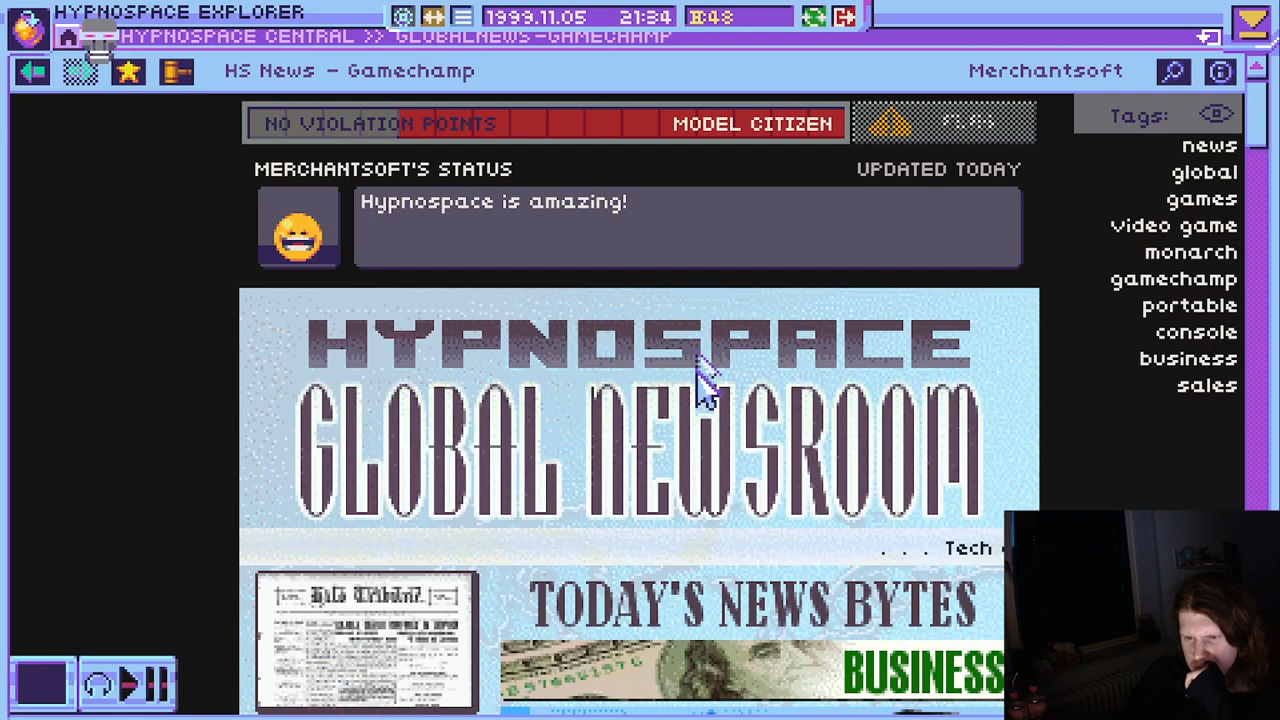 HYPNOSPACE EXPLORER
1999.11.05 21:34 48
HYPNOSPACE CENTRAL >> GLOBALNEWS-GAMECHAMP
HS News - Gamechamp
Merchantsoft
NO VIOLATION POINTS
MODEL CITIZEN
Tags:
news
global
games
video game
monarch
gamechamp
portable
console
business
sales
MERCHANTSOFT'S STATUS
UPDATED TODAY
Hypnospace is amazing!
HYPNOSPACE
GLOBAL NEWSROOM
. . . Tech
TODAY'S NEWS BYTES
BUSINESS